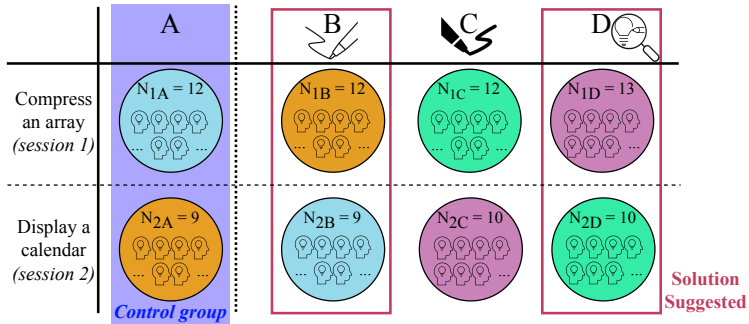 A B C D
Compress
an array
(session 1)
N1A = 12 N1B = 12 N1C = 12 N1D = 13
... ... ... ... ... ... ...
Display a
calendar
(session 2)
N2A = 9 N2B = 9 N2C = 10 N2D = 10
... ... ... ... ... ...
Control group
Solution
Suggested